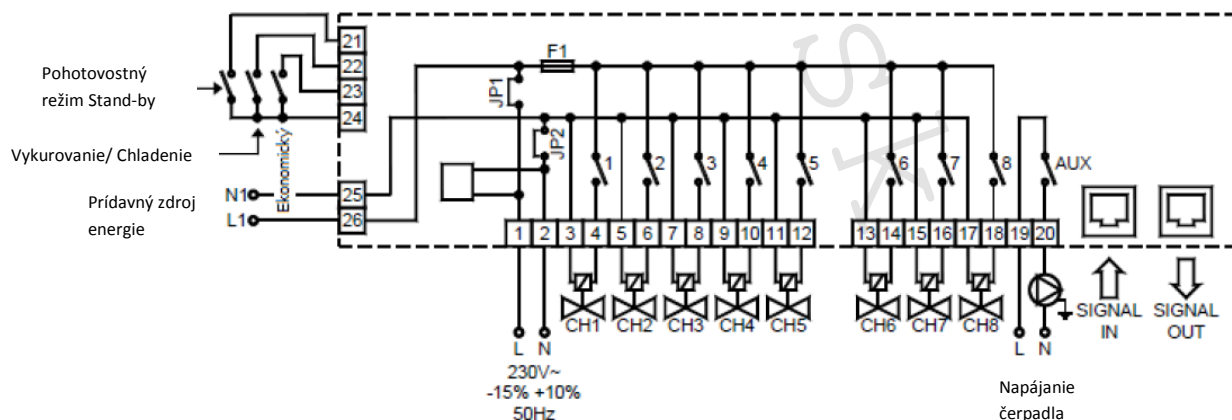 21
22
23
24
Pohotovostný
režim Stand-by
Vykurovanie/ Chladenie
Ekonomický
Prídavný zdroj
energie
N1
L1
25
26
F1
JP1
JP2
1
2
3
4
5
6
7
8
AUX
1 2 3 4 5 6 7 8 9 10 11 12
13 14 15 16 17 18 19 20
CH1 CH2 CH3 CH4 CH5
CH6 CH7 CH8
L N
230V~
-15% +10%
50Hz
L N
Napájanie
čerpadla
SIGNAL
IN
SIGNAL
OUT
SK